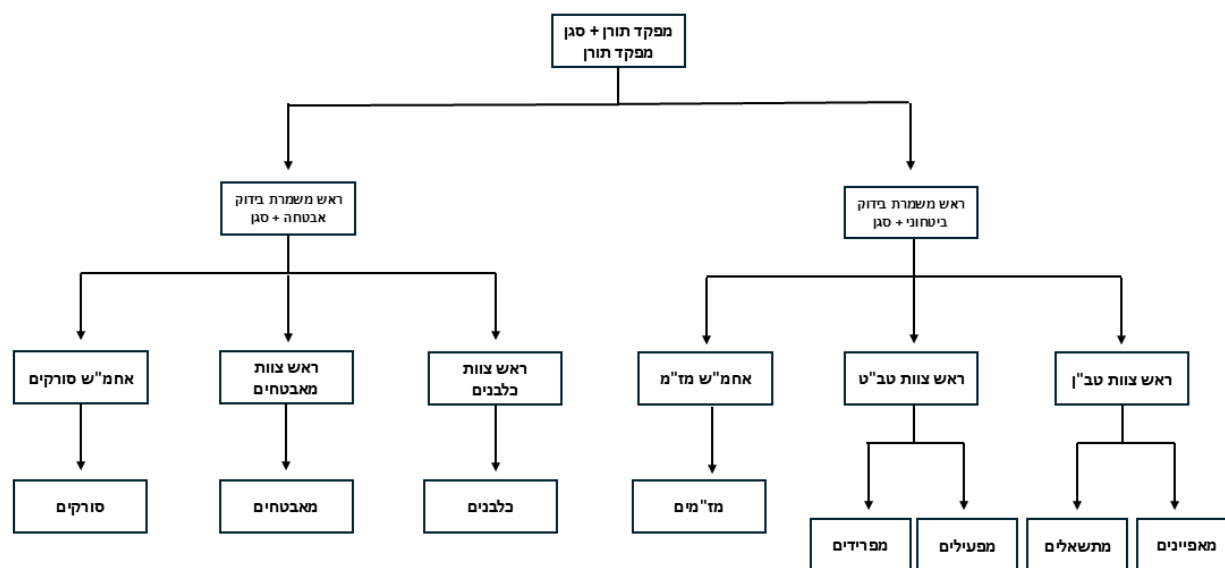 מפקד תורן + סגן
מפקד תורן
ראש משמרת בידוק
ביטחוני + סגן
ראש משמרת בידוק
אבטחה + סגן
ראש צוות טב"ן
ראש צוות טב"ט
אחמ"ש מז"מ
ראש צוות
כלבנים
ראש צוות
מאבטחים
אחמ"ש סורקים
מאפיינים
מתשאלים
מפעילים
מפרידים
מז"מים
כלבנים
מאבטחים
סורקים